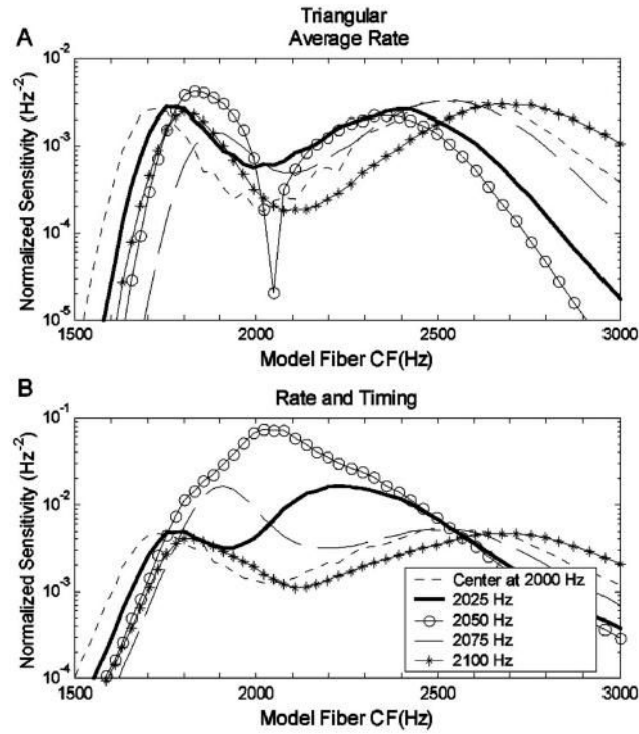 Triangular
A Average Rate
Normalized Sensitivity (Hz⁻²)
10⁻²
10⁻³
10⁻⁴
10⁻⁵
1500 2000 2500 3000
Model Fiber CF(Hz)
B Rate and Timing
Normalized Sensitivity (Hz⁻²)
10⁻¹
10⁻²
10⁻³
10⁻⁴
Center at 2000 Hz
2025 Hz
2050 Hz
2075 Hz
2100 Hz
1500 2000 2500 3000
Model Fiber CF(Hz)